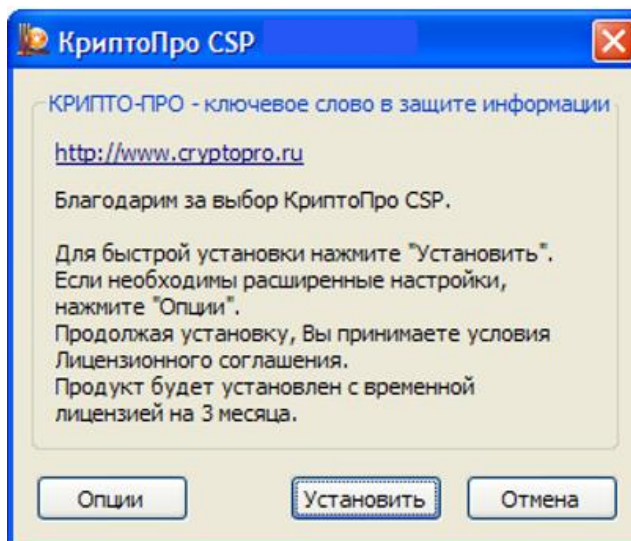 КриптоПро CSP
КРИПТО-ПРО - ключевое слово в защите информации
http://www.cryptopro.ru
Благодарим за выбор КриптоПро CSP.
Для быстрой установки нажмите "Установить".
Если необходимы расширенные настройки,
нажмите "Опции".
Продолжая установку, Вы принимаете условия
Лицензионного соглашения.
Продукт будет установлен с временной
лицензией на 3 месяца.
Опции
Установить
Отмена